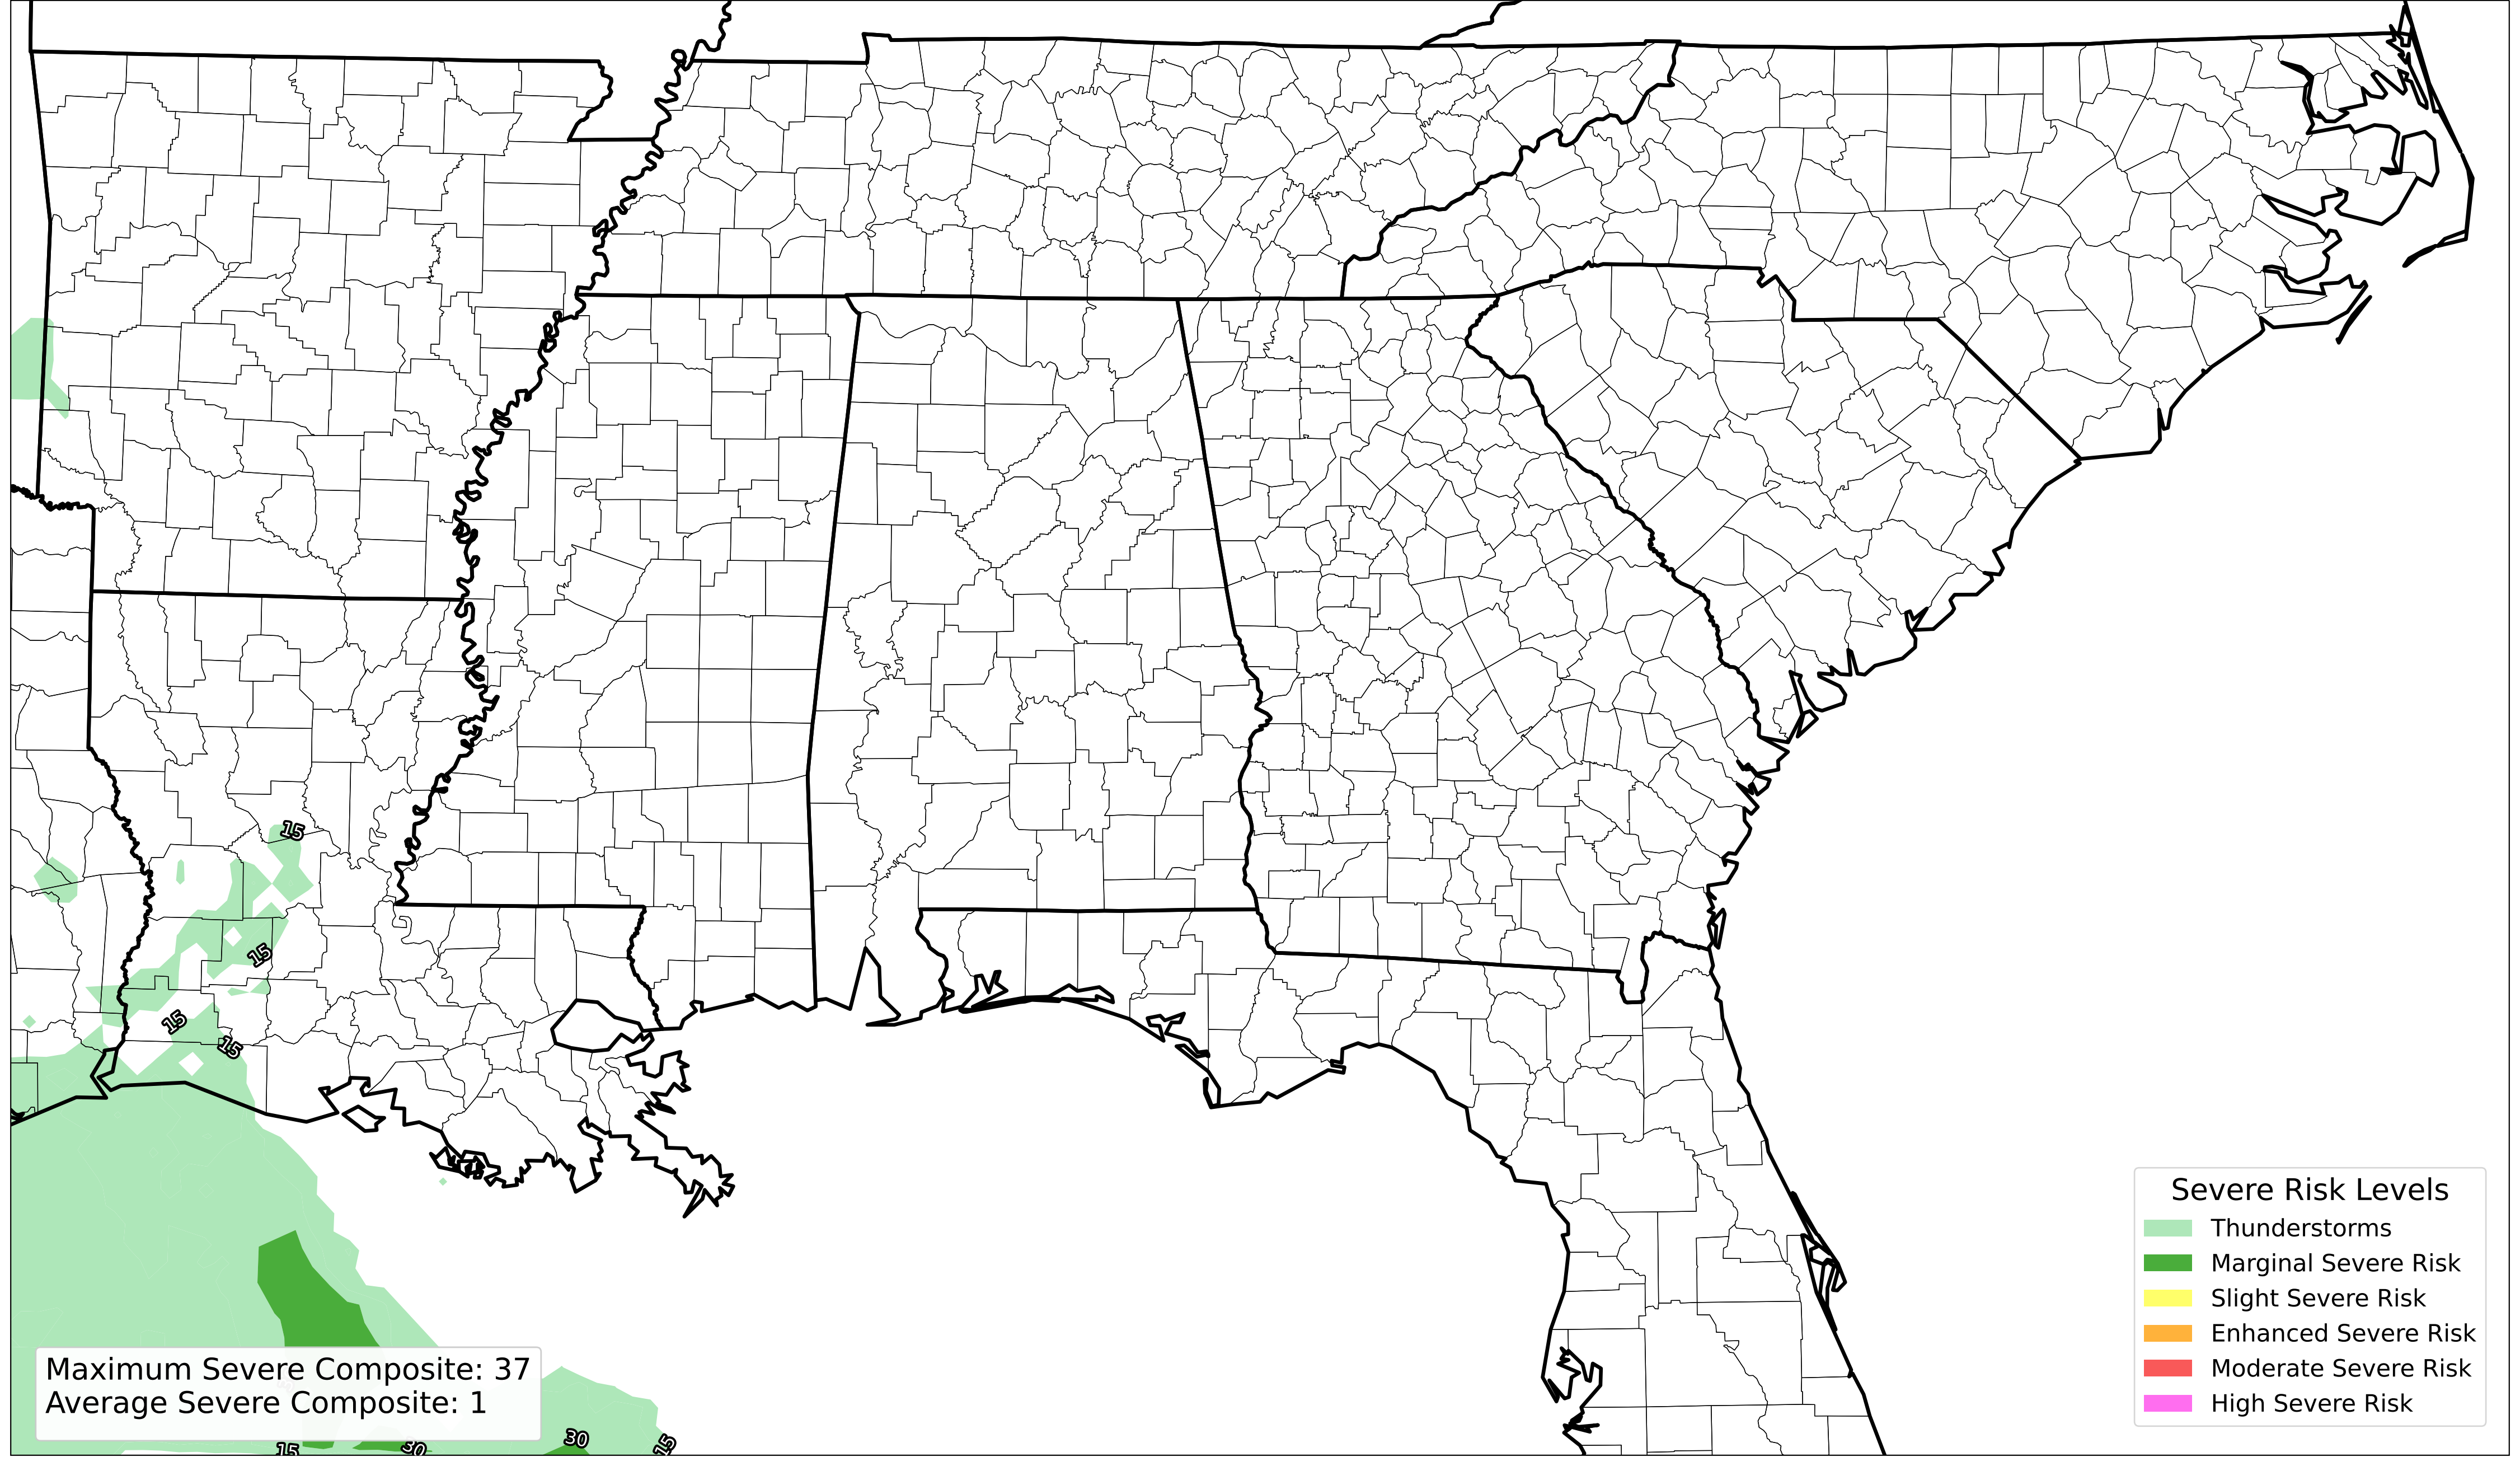 15
15
15
15
Severe Risk Levels
Thunderstorms
Marginal Severe Risk
Slight Severe Risk
Enhanced Severe Risk
Moderate Severe Risk
High Severe Risk
Maximum Severe Composite: 37
Average Severe Composite: 1
15
30
30
15